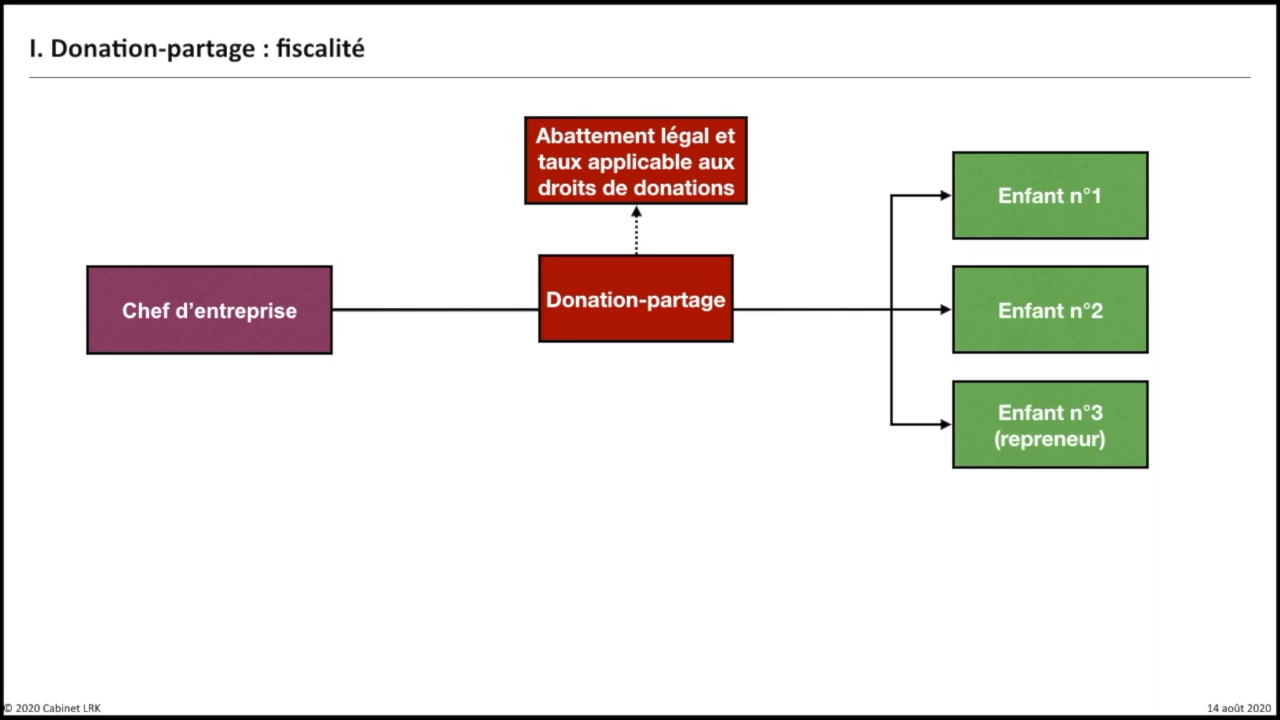 I. Donation-partage : fiscalité
Abattement légal et
taux applicable aux
droits de donations
Chef d’entreprise
Donation-partage
Enfant n°1
Enfant n°2
Enfant n°3
(repreneur)
© 2020 Cabinet LRK
14 août 2020